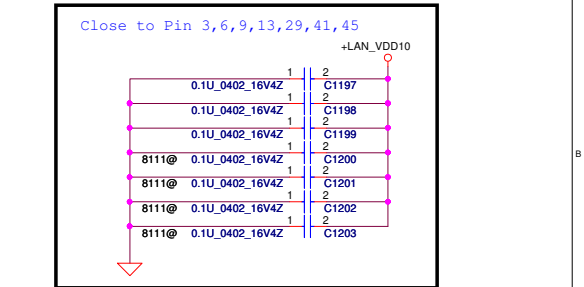 Close to Pin 3,6,9,13,29,41,45
+LAN_VDD10
1 2
0.1U_0402_16V4Z C1197
1 2
0.1U_0402_16V4Z C1198
1 2
0.1U_0402_16V4Z C1199
1 2
8111@ 0.1U_0402_16V4Z C1200
1 2
8111@ 0.1U_0402_16V4Z C1201
1 2
8111@ 0.1U_0402_16V4Z C1202
1 2
8111@ 0.1U_0402_16V4Z C1203
B